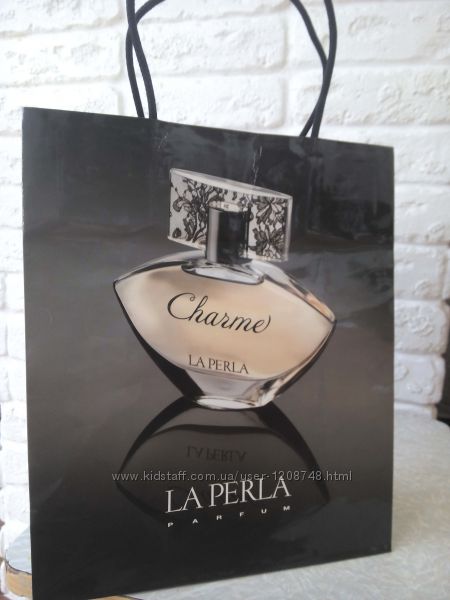 Charme
LA PERLA
LA PERLA
www.kidstaff.com.ua/user-1208748.html
LA PERLA
PARFUM